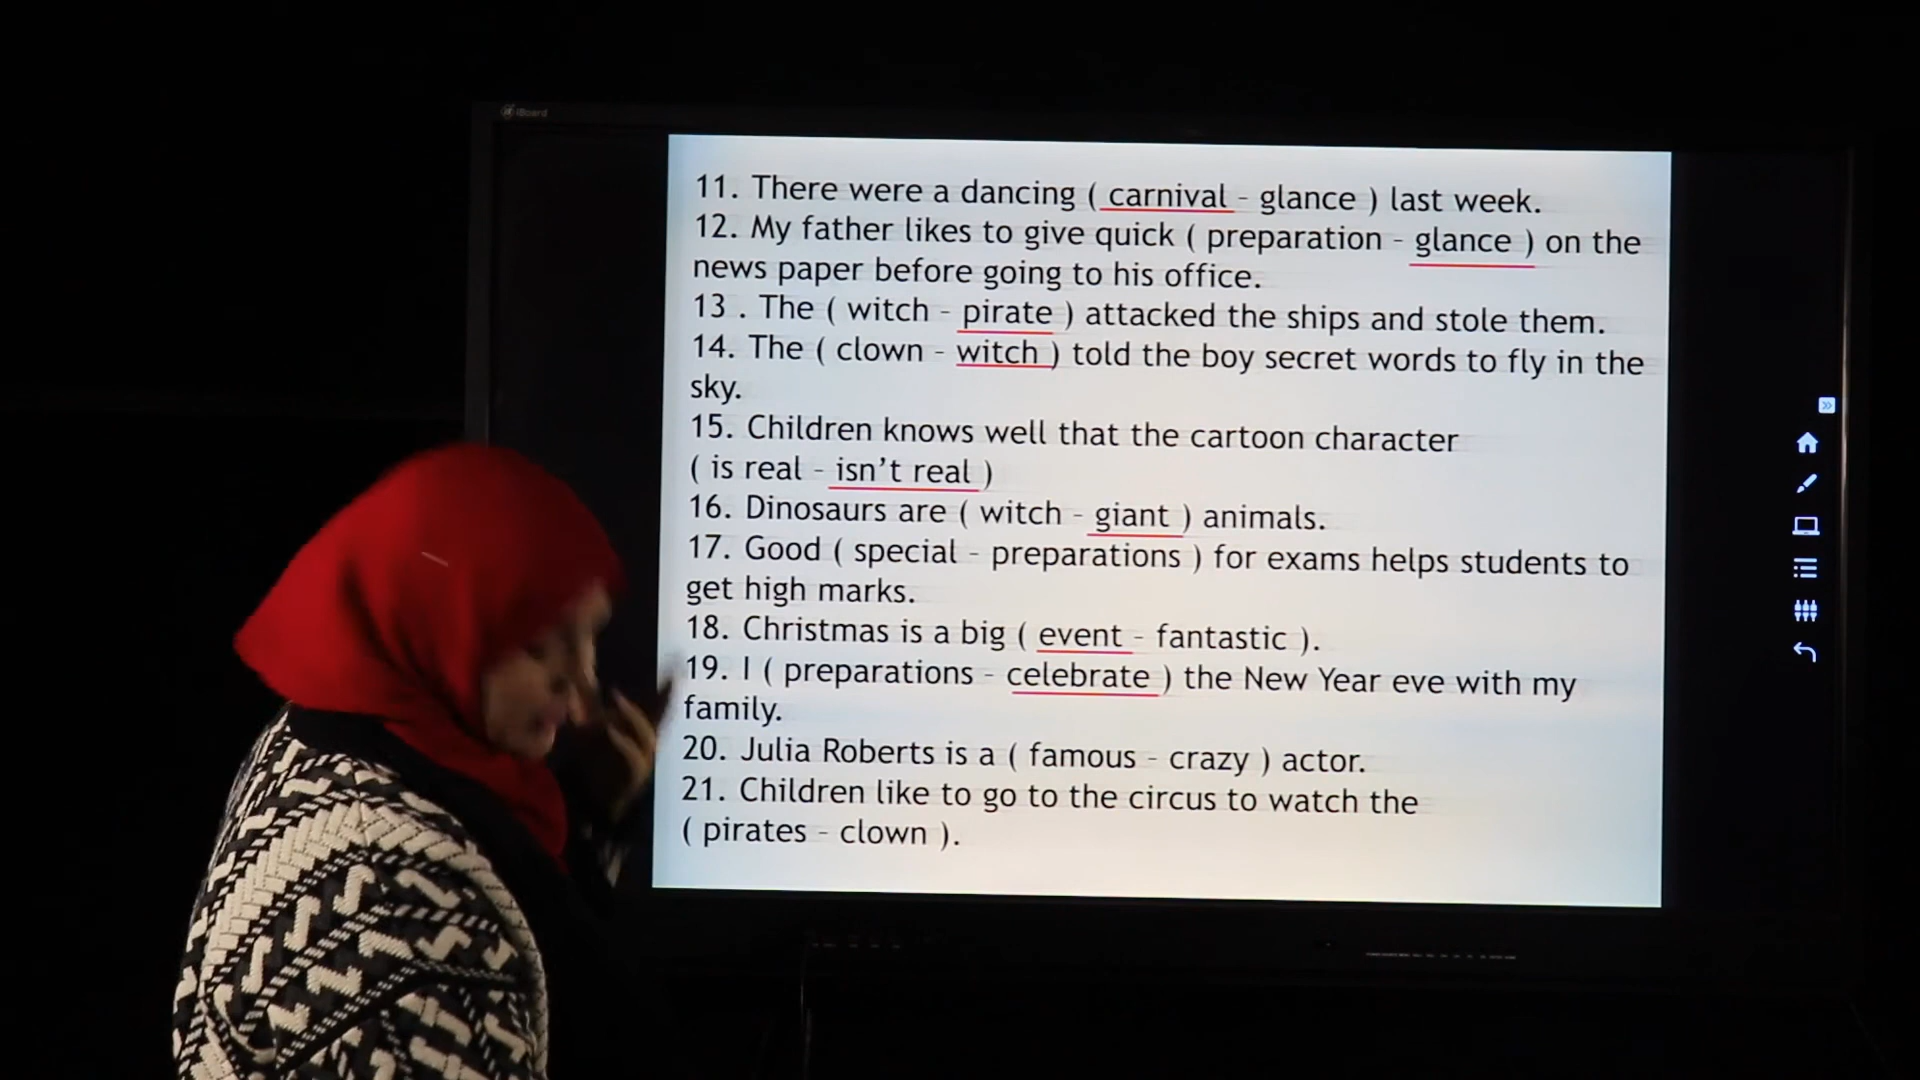 iBoard
11. There were a dancing ( carnival - glance ) last week.
12. My father likes to give quick ( preparation - glance ) on the
news paper before going to his office.
13 . The ( witch - pirate ) attacked the ships and stole them.
14. The ( clown - witch ) told the boy secret words to fly in the
sky.
15. Children knows well that the cartoon character
( is real - isn't real )
16. Dinosaurs are ( witch - giant ) animals.
17. Good ( special - preparations ) for exams helps students to
get high marks.
18. Christmas is a big ( event - fantastic ).
19. I ( preparations - celebrate ) the New Year eve with my
family.
20. Julia Roberts is a ( famous - crazy ) actor.
21. Children like to go to the circus to watch the
( pirates - clown ).